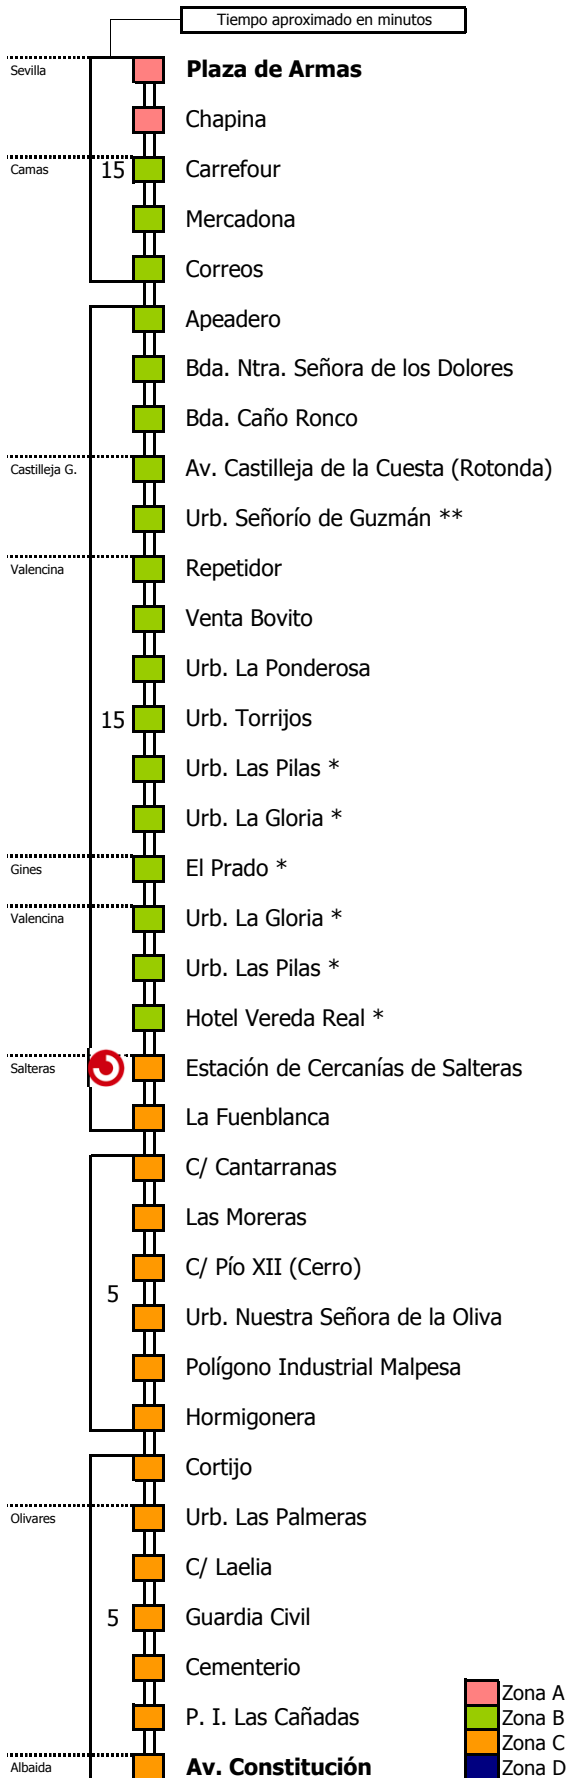 Tiempo aproximado en minutos
Sevilla
Plaza de Armas
Chapina
Camas
15
Carrefour
Mercadona
Correos
Apeadero
Bda. Ntra. Señora de los Dolores
Bda. Caño Ronco
Castilleja G.
Av. Castilleja de la Cuesta (Rotonda)
Urb. Señorío de Guzmán **
Valencina
Repetidor
Venta Bovito
Urb. La Ponderosa
15
Urb. Torrijos
Urb. Las Pilas *
Urb. La Gloria *
Gines
El Prado *
Valencina
Urb. La Gloria *
Urb. Las Pilas *
Hotel Vereda Real *
Salteras
Estación de Cercanías de Salteras
La Fuenblanca
C/ Cantarranas
Las Moreras
C/ Pío XII (Cerro)
5
Urb. Nuestra Señora de la Oliva
Polígono Industrial Malpesa
Hormigonera
Cortijo
Olivares
Urb. Las Palmeras
C/ Laelia
5
Guardia Civil
Cementerio
P. I. Las Cañadas
Albaida
Av. Constitución
Zona A
Zona B
Zona C
Zona D